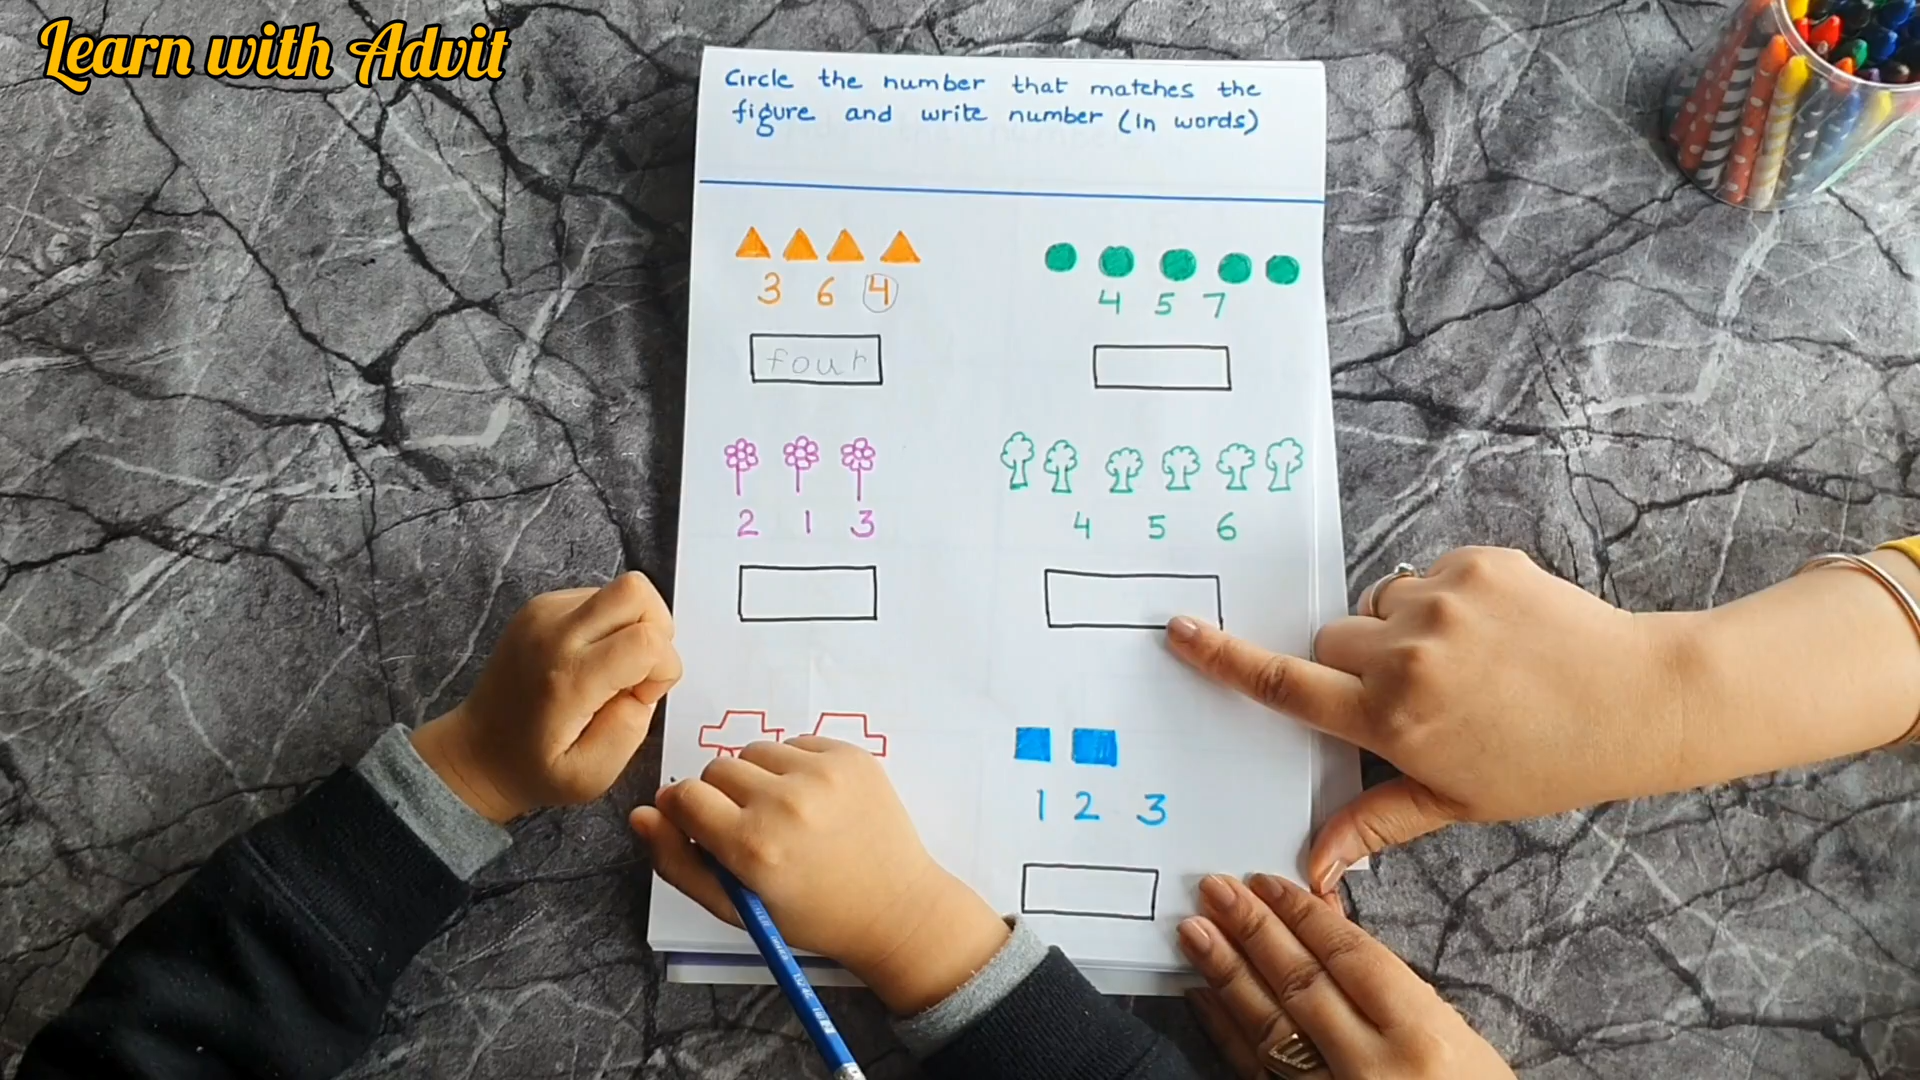 Learn with Advit
Circle the number that matches the
figure and write number (in words)
3 6 4
4 5 7
four
2 1 3
4 5 6
1 2 3